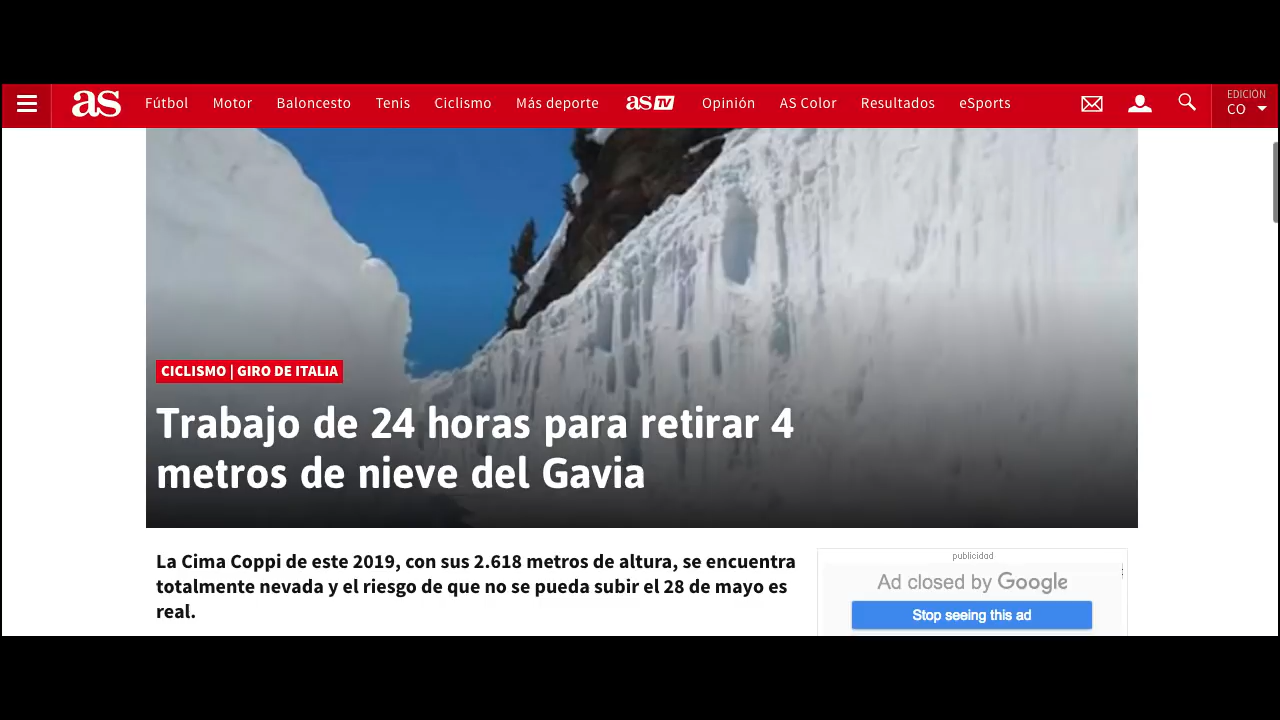 as Fútbol Motor Baloncesto Tenis Ciclismo Más deporte as TV Opinión AS Color Resultados eSports EDICIÓN
CO
CICLISMO | GIRO DE ITALIA
Trabajo de 24 horas para retirar 4
metros de nieve del Gavia
La Cima Coppi de este 2019, con sus 2.618 metros de altura, se encuentra
totalmente nevada y el riesgo de que no se pueda subir el 28 de mayo es
real.
publicidad
Ad closed by Google
Stop seeing this ad